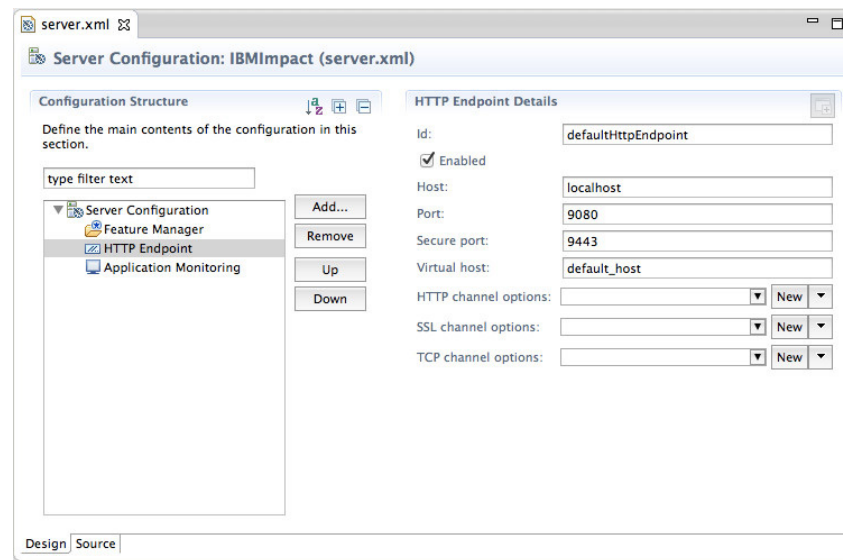 server.xml
Server Configuration: IBMImpact (server.xml)
Configuration Structure
a
z
Define the main contents of the configuration in this
section.
type filter text
Server Configuration
Feature Manager
HTTP Endpoint
Application Monitoring
Add...
Remove
Up
Down
HTTP Endpoint Details
Id: defaultHttpEndpoint
Enabled
Host: localhost
Port: 9080
Secure port: 9443
Virtual host: default_host
HTTP channel options: New
SSL channel options: New
TCP channel options: New
Design Source